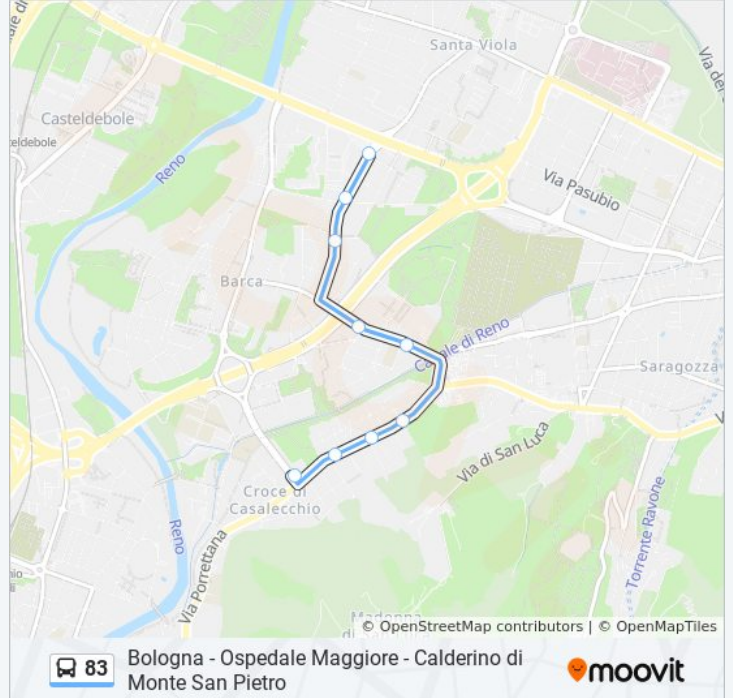 Santa Viola
Via del
Casteldebole
eldebole
Reno
Via Pasubio
Barca
Canale di Reno
Saragozza
Via di San Luca
Croce di
Casalecchio
Reno
Torrente Ravone
Via Porrettana
Madonna
© OpenStreetMap contributors | © OpenMapTiles
83
Bologna - Ospedale Maggiore - Calderino di
Monte San Pietro
moovit